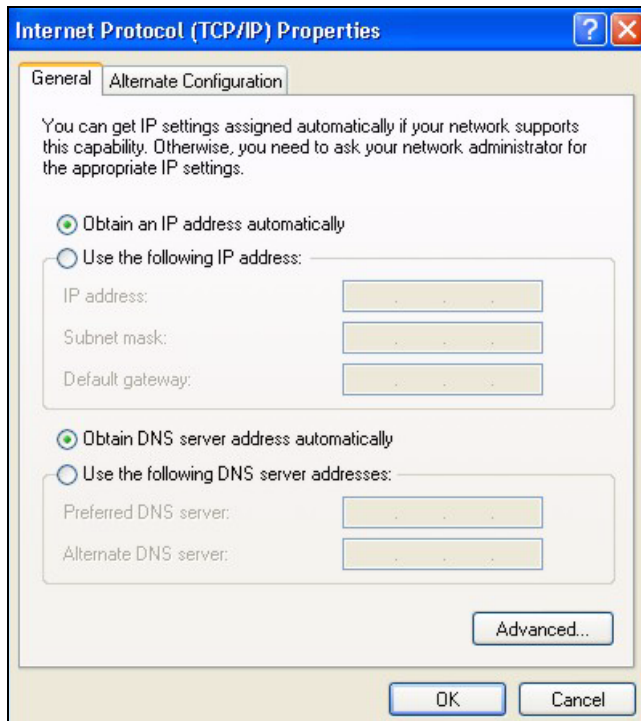 Internet Protocol (TCP/IP) Properties
General
Alternate Configuration
You can get IP settings assigned automatically if your network supports
this capability. Otherwise, you need to ask your network administrator for
the appropriate IP settings.
Obtain an IP address automatically
Use the following IP address:
IP address:
Subnet mask:
Default gateway:
Obtain DNS server address automatically
Use the following DNS server addresses:
Preferred DNS server:
Alternate DNS server:
Advanced...
OK
Cancel